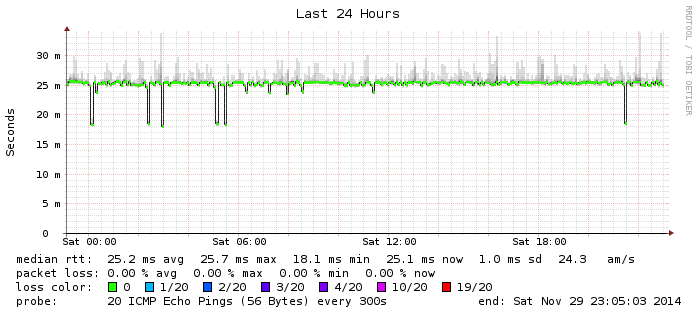 Last 24 Hours
RRDTOOL / TOBI OETIKER
Seconds
30 m
25 m
20 m
15 m
10 m
5 m
0
Sat 00:00 Sat 06:00 Sat 12:00 Sat 18:00
median rtt: 25.2 ms avg 25.7 ms max 18.1 ms min 25.1 ms now 1.0 ms sd 24.3 am/s
packet loss: 0.00 % avg 0.00 % max 0.00 % min 0.00 % now
loss color: 0 1/20 2/20 3/20 4/20 10/20 19/20
probe: 20 ICMP Echo Pings (56 Bytes) every 300s end: Sat Nov 29 23:05:03 2014